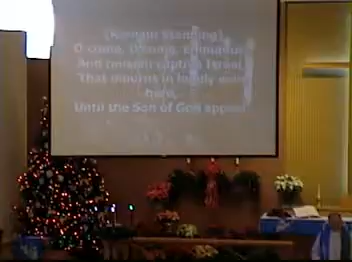 (Remain Standing)
O come, O come, Emmanuel
And ransom captive Israel
That mourns in lonely exile
here,
Until the Son of God appear